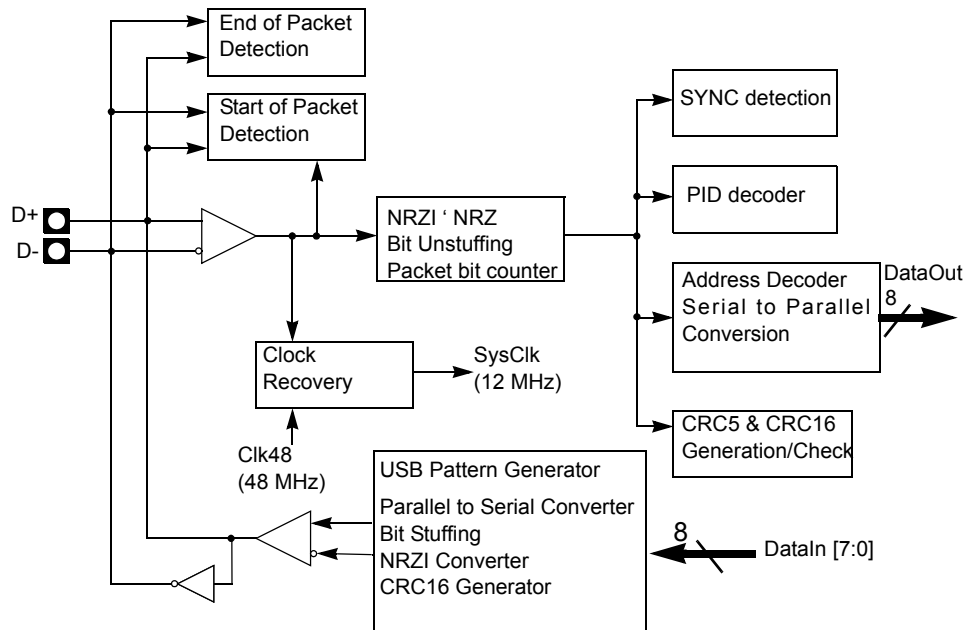 End of Packet
Detection
Start of Packet
Detection
SYNC detection
PID decoder
D+
D-
NRZI ‘ NRZ
Bit Unstuffing
Packet bit counter
Address Decoder
Serial to Parallel
Conversion
DataOut
8
Clock
Recovery
SysClk
(12 MHz)
CRC5 & CRC16
Generation/Check
Clk48
(48 MHz)
USB Pattern Generator
Parallel to Serial Converter
Bit Stuffing
NRZI Converter
CRC16 Generator
8
DataIn [7:0]